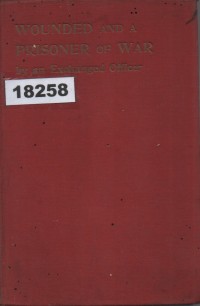 WOUNDED AND A
PRISONER OF WAR
by an Exchanged Officer
18258